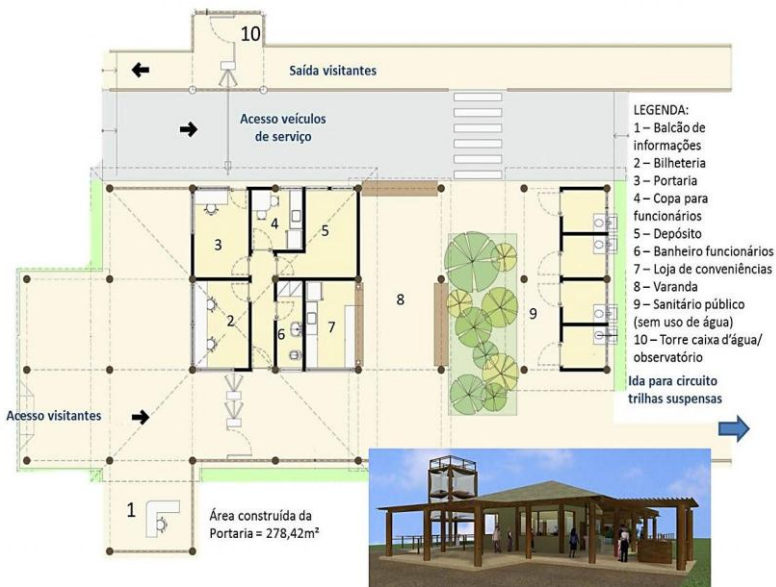 10
Saída visitantes
Acesso veículos
de serviço
LEGENDA:
1 – Balcão de
informações
2 – Bilheteria
3 – Portaria
4 – Copa para
funcionários
5 – Depósito
6 – Banheiro funcionários
7 – Loja de conveniências
8 – Varanda
9 – Sanitário público
(sem uso de água)
10 – Torre caixa d'água/
observatório
3
4
5
2
6
7
8
9
Ida para circuito
trilhas suspensas
Acesso visitantes
1
Área construída da
Portaria = 278,42m²